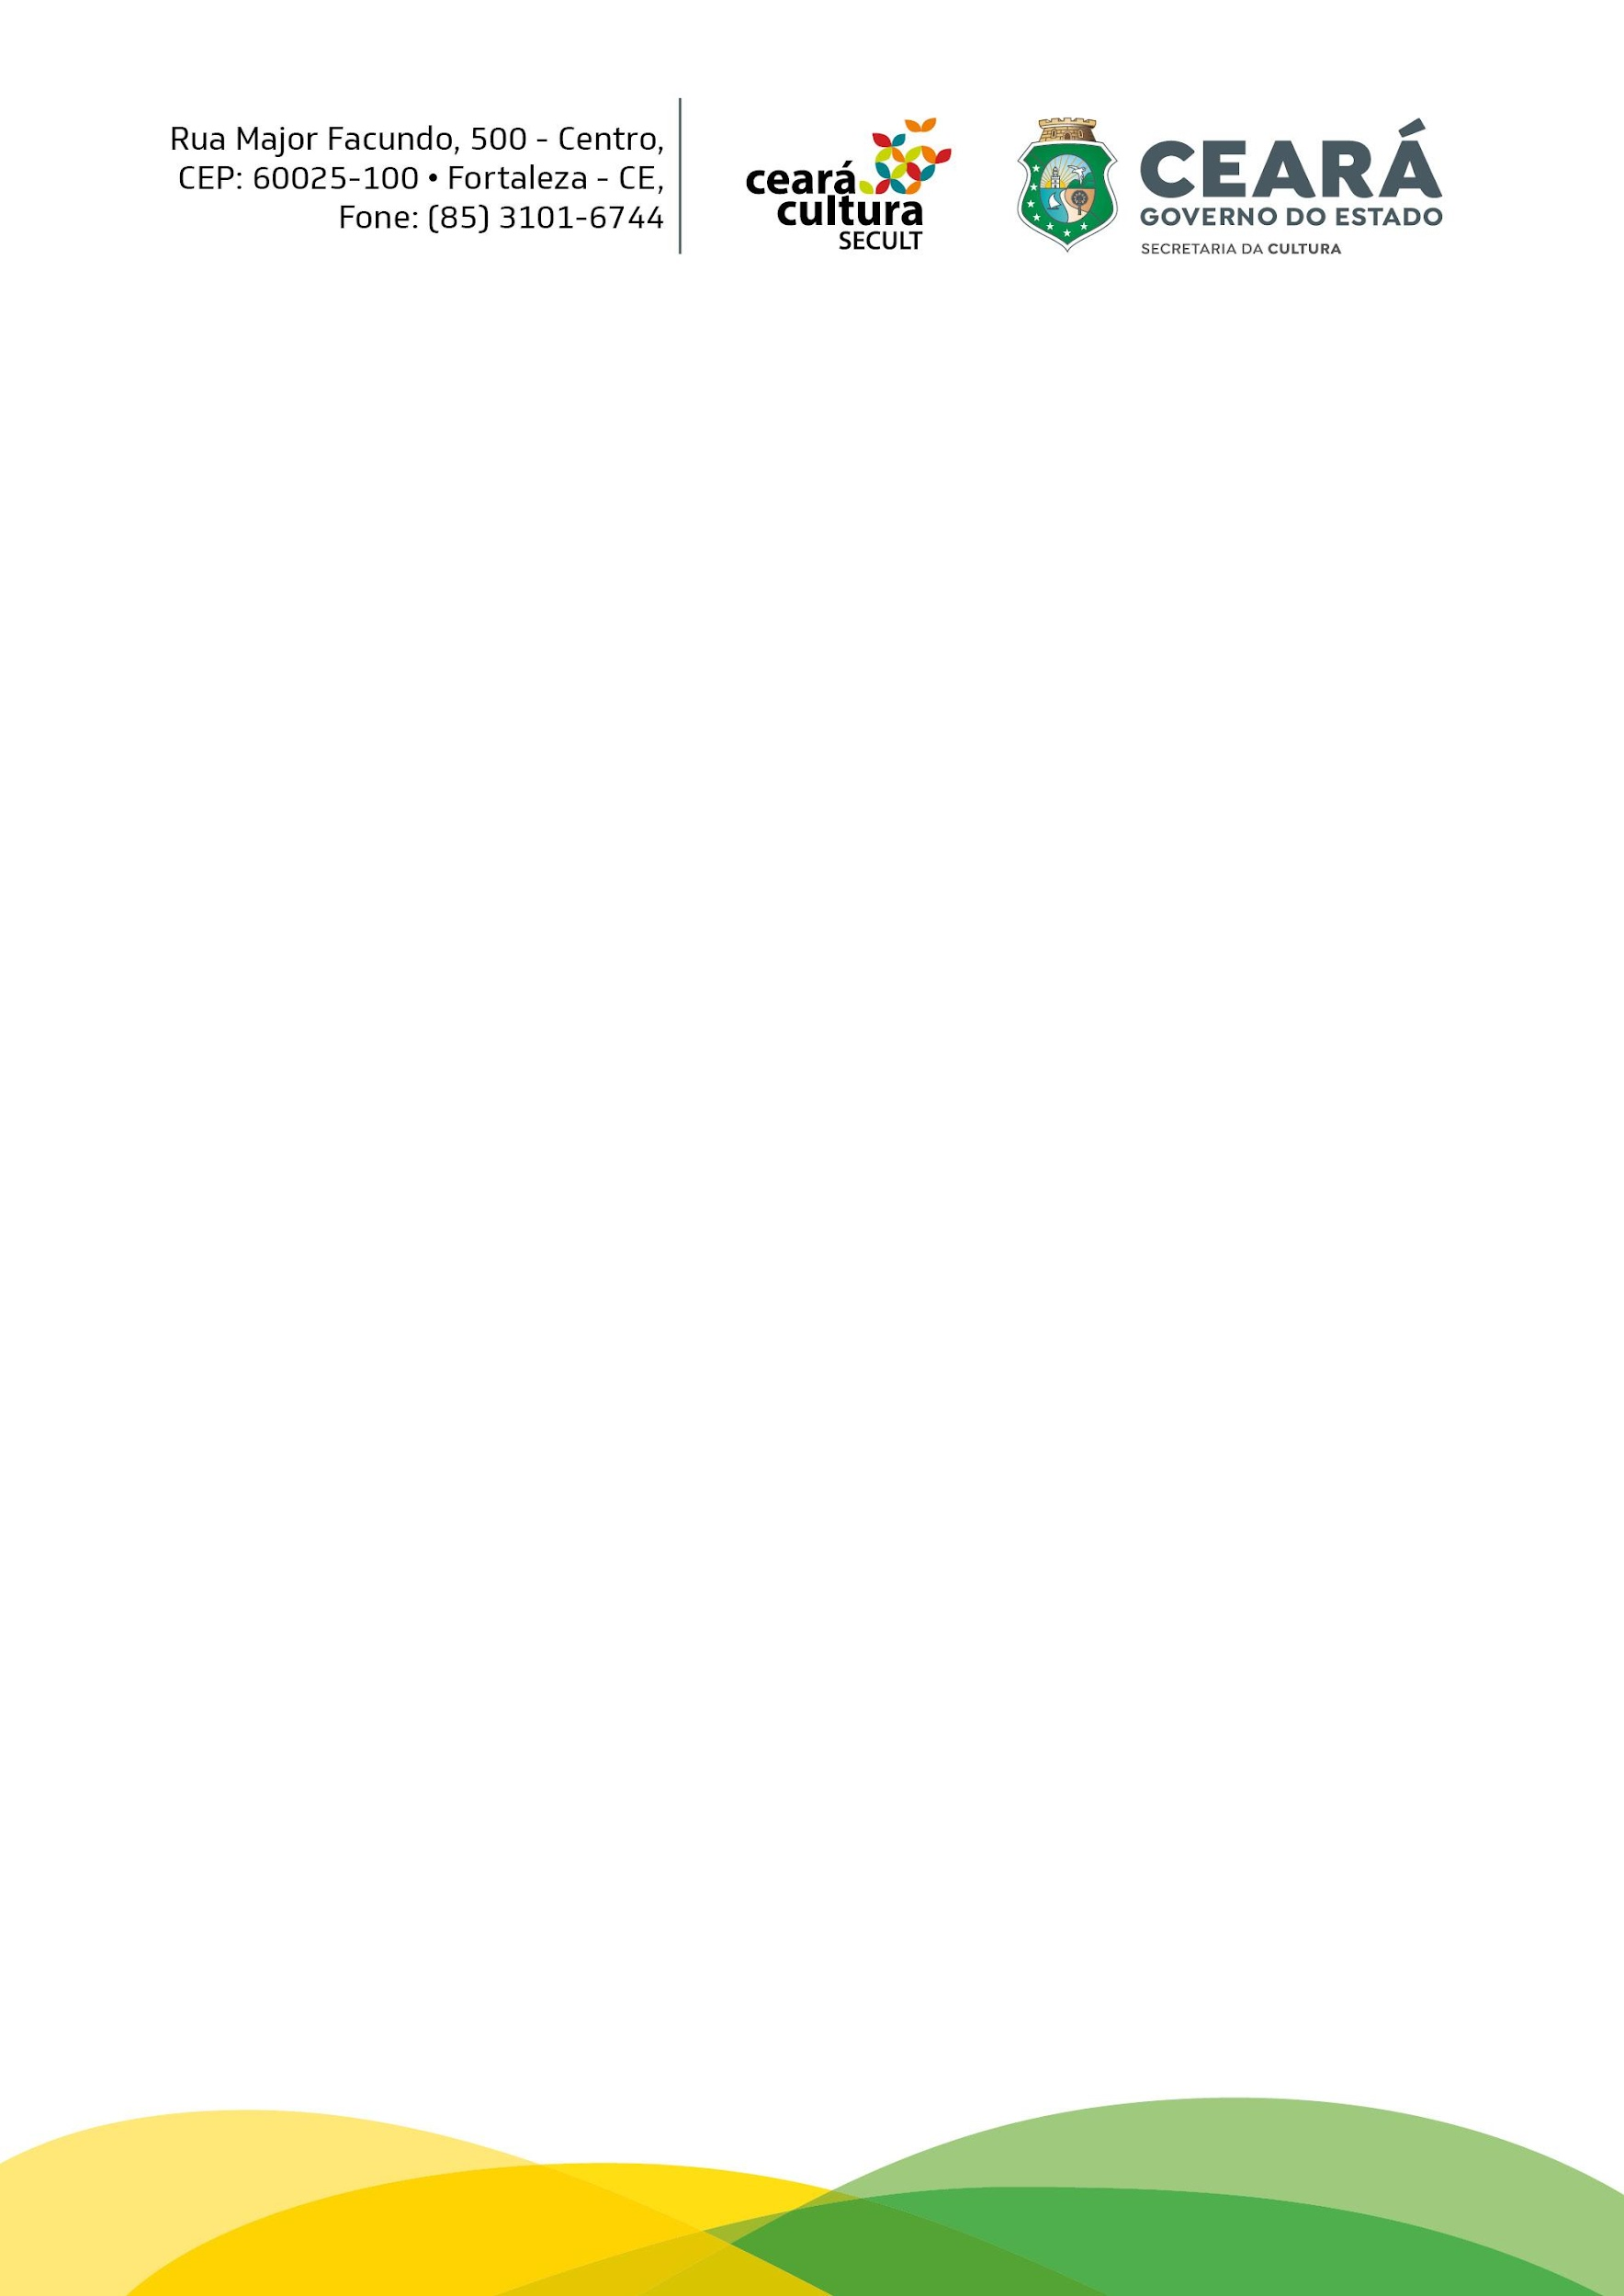 Rua Major Facundo, 500 - Centro,
CEP: 60025-100 • Fortaleza - CE,
Fone: (85) 3101-6744
ceará
cultura
SECULT
CEARÁ
GOVERNO DO ESTADO
SECRETARIA DA CULTURA